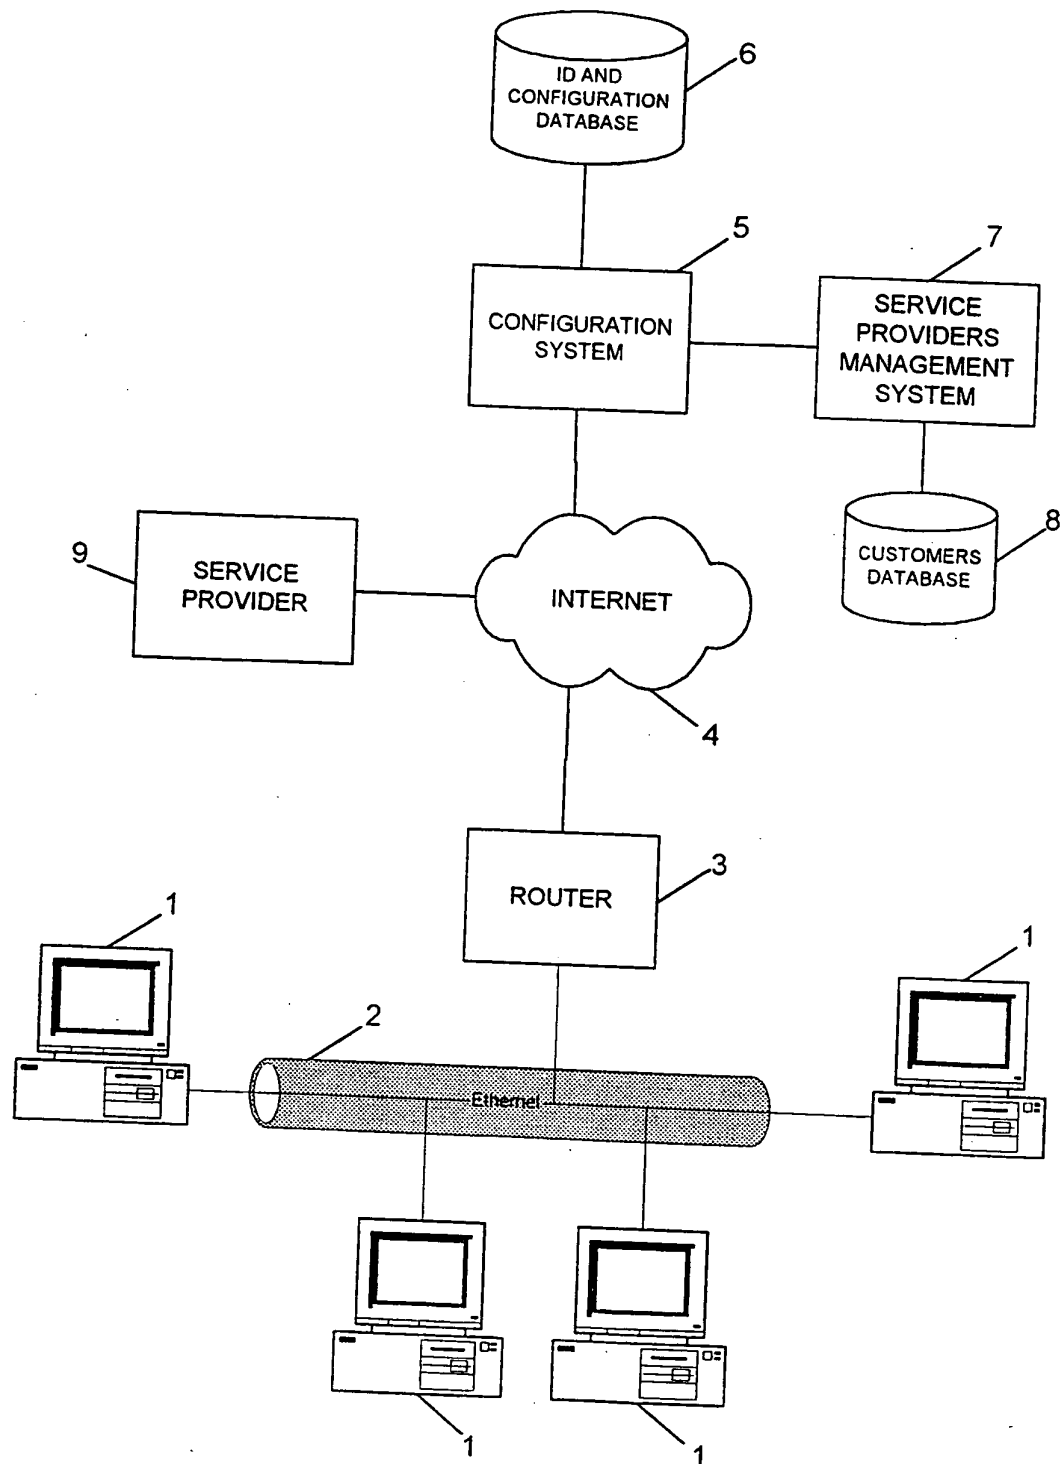 ID AND
CONFIGURATION
DATABASE
6
5
7
CONFIGURATION
SYSTEM
SERVICE
PROVIDERS
MANAGEMENT
SYSTEM
8
CUSTOMERS
DATABASE
9
SERVICE
PROVIDER
INTERNET
4
ROUTER
3
1
1
2
Ethernet
1
1